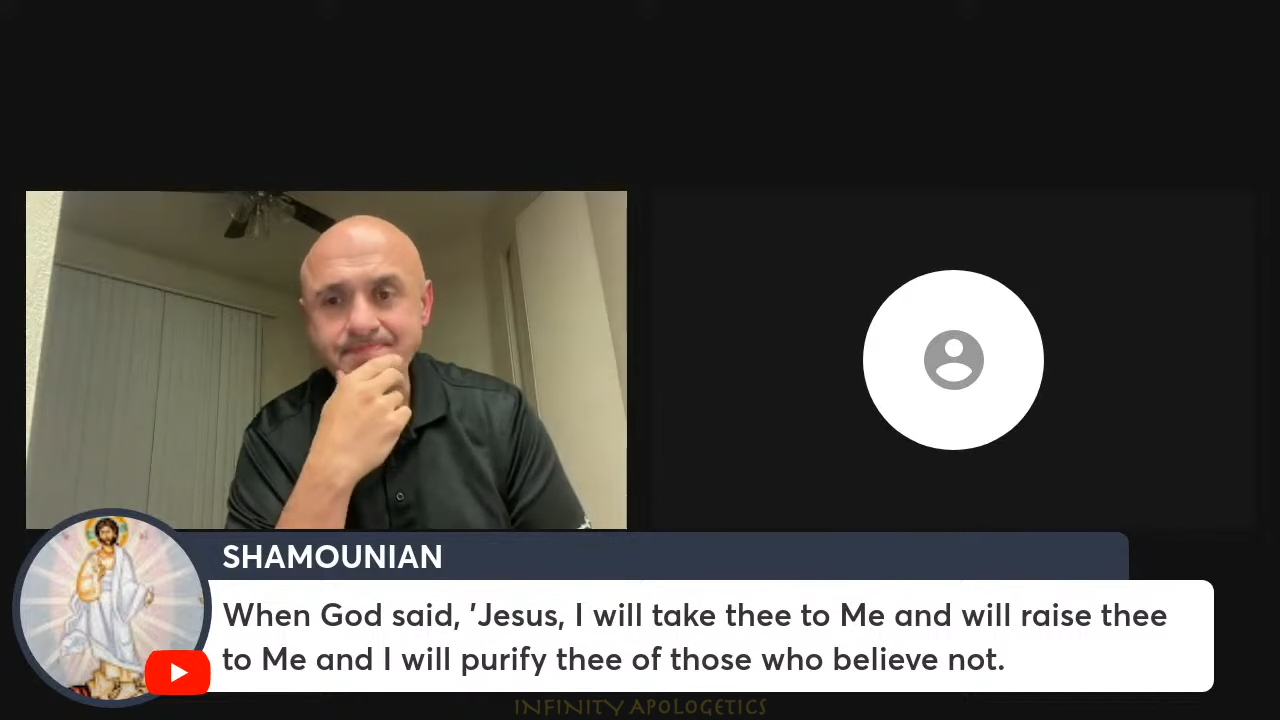 SHAMOUNIAN
When God said, 'Jesus, I will take thee to Me and will raise thee
to Me and I will purify thee of those who believe not.
INFINITY APOLOGETICS